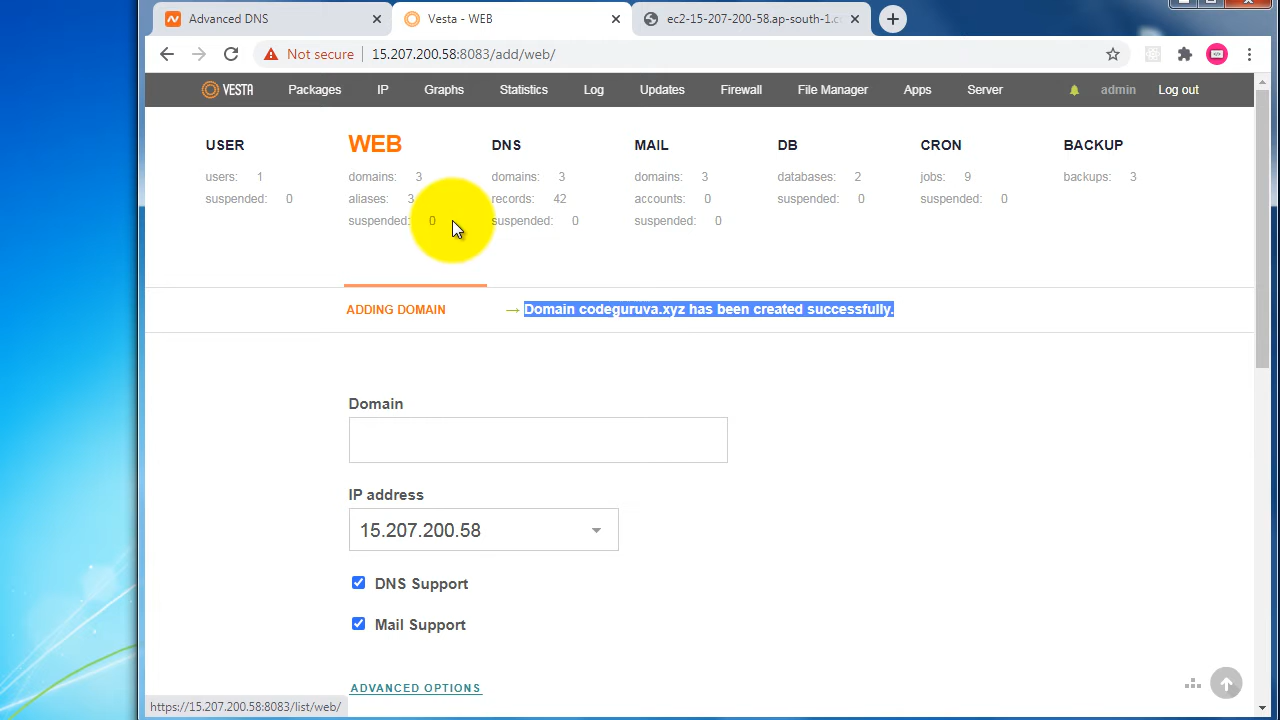 Advanced DNS
Vesta - WEB
ec2-15-207-200-58.ap-south-1.c
Not secure
15.207.200.58:8083/add/web/
VESTA
Packages
IP
Graphs
Statistics
Log
Updates
Firewall
File Manager
Apps
Server
admin
Log out
USER
users: 1
suspended: 0
WEB
domains: 3
aliases: 3
suspended: 0
DNS
domains: 3
records: 42
suspended: 0
MAIL
domains: 3
accounts: 0
suspended: 0
DB
databases: 2
suspended: 0
CRON
jobs: 9
suspended: 0
BACKUP
backups: 3
ADDING DOMAIN
→ Domain codeguruva.xyz has been created successfully.
Domain
IP address
15.207.200.58
DNS Support
Mail Support
ADVANCED OPTIONS
https://15.207.200.58:8083/list/web/